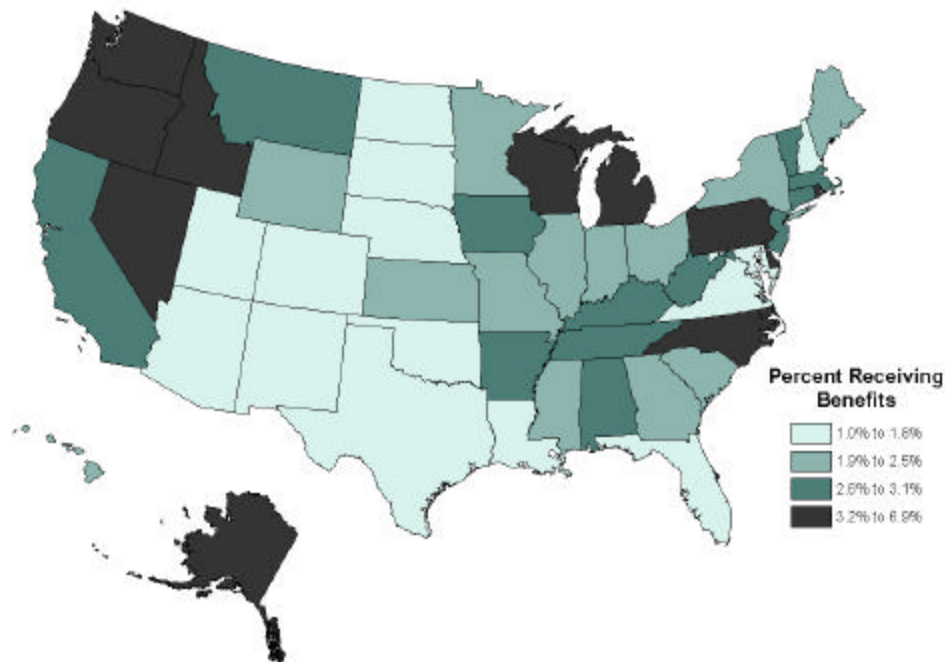 Percent Receiving
Benefits
1.0% to 1.8%
1.9% to 2.5%
2.6% to 3.1%
3.2% to 6.9%